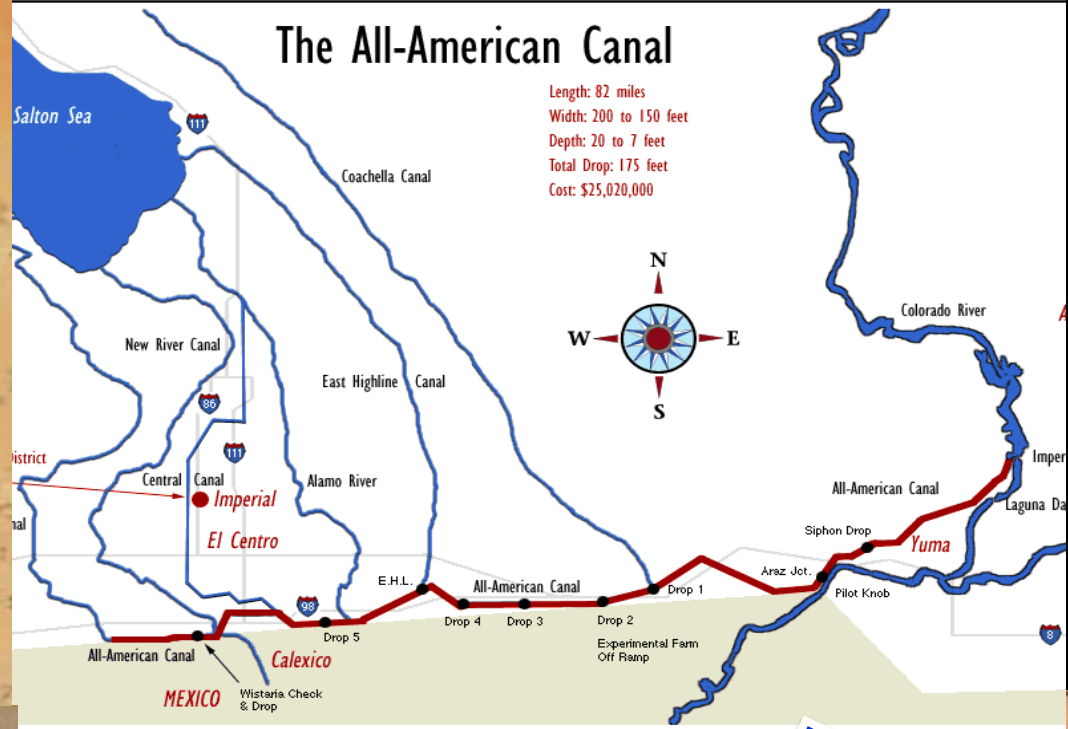 The All-American Canal
Length: 82 miles
Width: 200 to 150 feet
Depth: 20 to 7 feet
Total Drop: 175 feet
Cost: $25,020,000
Salton Sea
111
Coachella Canal
N
W
E
S
Colorado River
New River Canal
East Highline Canal
86
111
Central Canal
Imperial
El Centro
Alamo River
All-American Canal
Siphon Drop
Yuma
Araz Jct.
Pilot Knob
E.H.L.
All-American Canal
Drop 1
Drop 2
Drop 3
Drop 4
Drop 5
98
Experimental Farm
Off Ramp
8
All-American Canal
Calexico
MEXICO
Wistaria Check
& Drop
Laguna